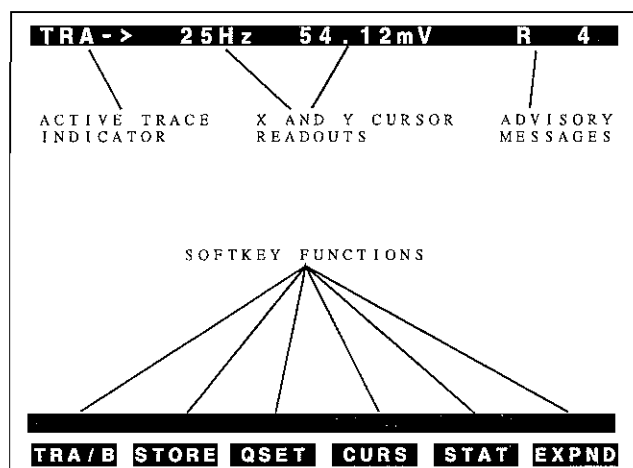 TRA-> 25Hz 54.12mV R 4
ACTIVE TRACE INDICATOR
X AND Y CURSOR READOUTS
ADVISORY MESSAGES
SOFTKEY FUNCTIONS
TRA/B STORE QSET CURS STAT EXPND